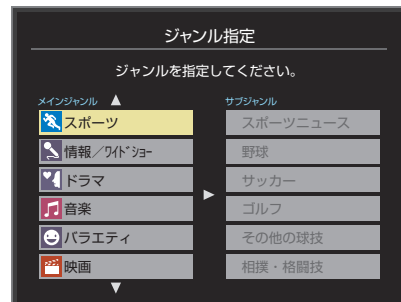 ジャンル指定
ジャンルを指定してください。
メインジャンル ▲
スポーツ
情報／ﾜｲﾄﾞｼｮｰ
ドラマ
音楽
バラエティ
映画
▼
▶
サブジャンル
スポーツニュース
野球
サッカー
ゴルフ
その他の球技
相撲・格闘技